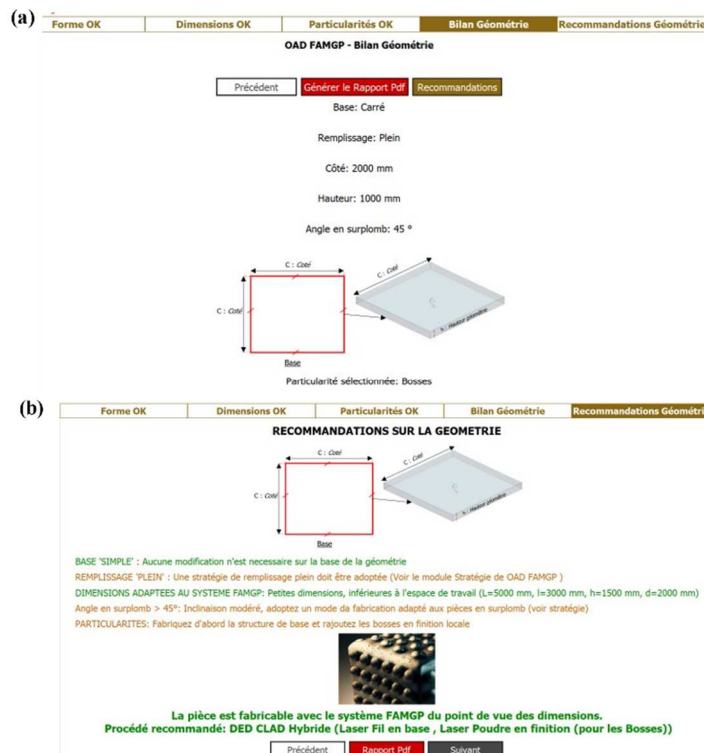 (a)
Forme OK
Dimensions OK
Particularités OK
Bilan Géométrie
Recommandations Géométrie
OAD FAMGP - Bilan Géométrie
Précédent
Générer le Rapport Pdf
Recommandations
Base: Carré
Remplissage: Plein
Côté: 2000 mm
Hauteur: 1000 mm
Angle en surplomb: 45 °
C : Coté
C : Coté
C : Coté
h : Hauteur géométrie
Base
Particularité sélectionnée: Bosses
(b)
Forme OK
Dimensions OK
Particularités OK
Bilan Géométrie
Recommandations Géométri
RECOMMANDATIONS SUR LA GEOMETRIE
C : Coté
C : Coté
C : Coté
h : Hauteur géométrie
Base
BASE 'SIMPLE' : Aucune modification n'est necessaire sur la base de la géométrie
REMPLISSAGE 'PLEIN' : Une stratégie de remplissage plein doit être adoptée (Voir le module Stratégie de OAD FAMGP )
DIMENSIONS ADAPTEES AU SYSTEME FAMGP: Petites dimensions, inférieures à l'espace de travail (L=5000 mm, l=3000 mm, h=1500 mm, d=2000 mm)
Angle en surplomb > 45°: Inclinaison modéré, adoptez un mode da fabrication adapté aux pièces en surplomb (voir stratégie)
PARTICULARITES: Fabriquez d'abord la structure de base et rajoutez les bosses en finition locale
La pièce est fabricable avec le système FAMGP du point de vue des dimensions.
Procédé recommandé: DED CLAD Hybride (Laser Fil en base , Laser Poudre en finition (pour les Bosses))
Précédent
Rapport Pdf
Suivant